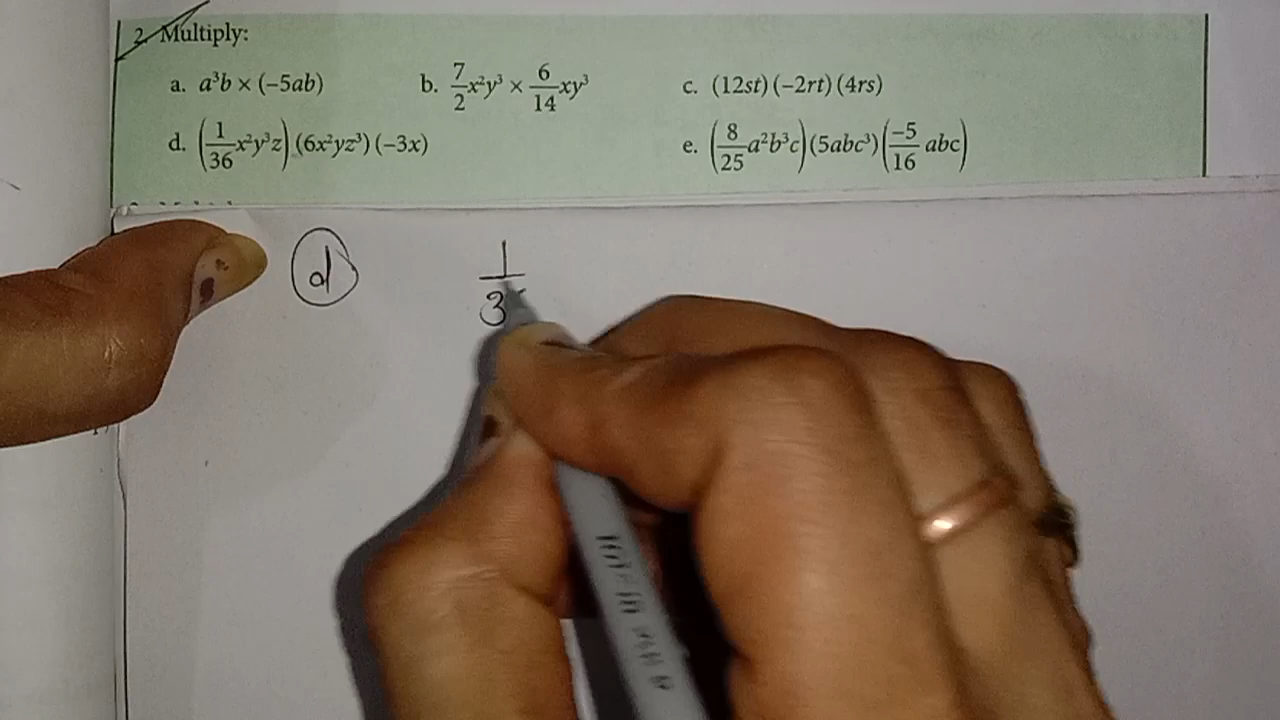 2. Multiply:
a. a³b × (−5ab) b. 7/2 x²y³ × 6/14 xy³ c. (12st)(−2rt)(4rs)
d. (1/36 x²y³z)(6x²yz³)(−3x) e. (8/25 a²b³c)(5abc³)(−5/16 abc)
d 1/3